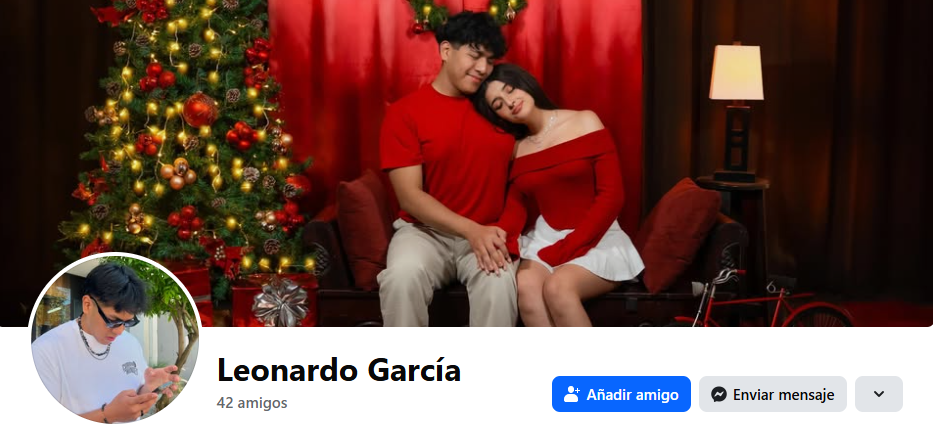 Leonardo García
42 amigos
Añadir amigo
Enviar mensaje